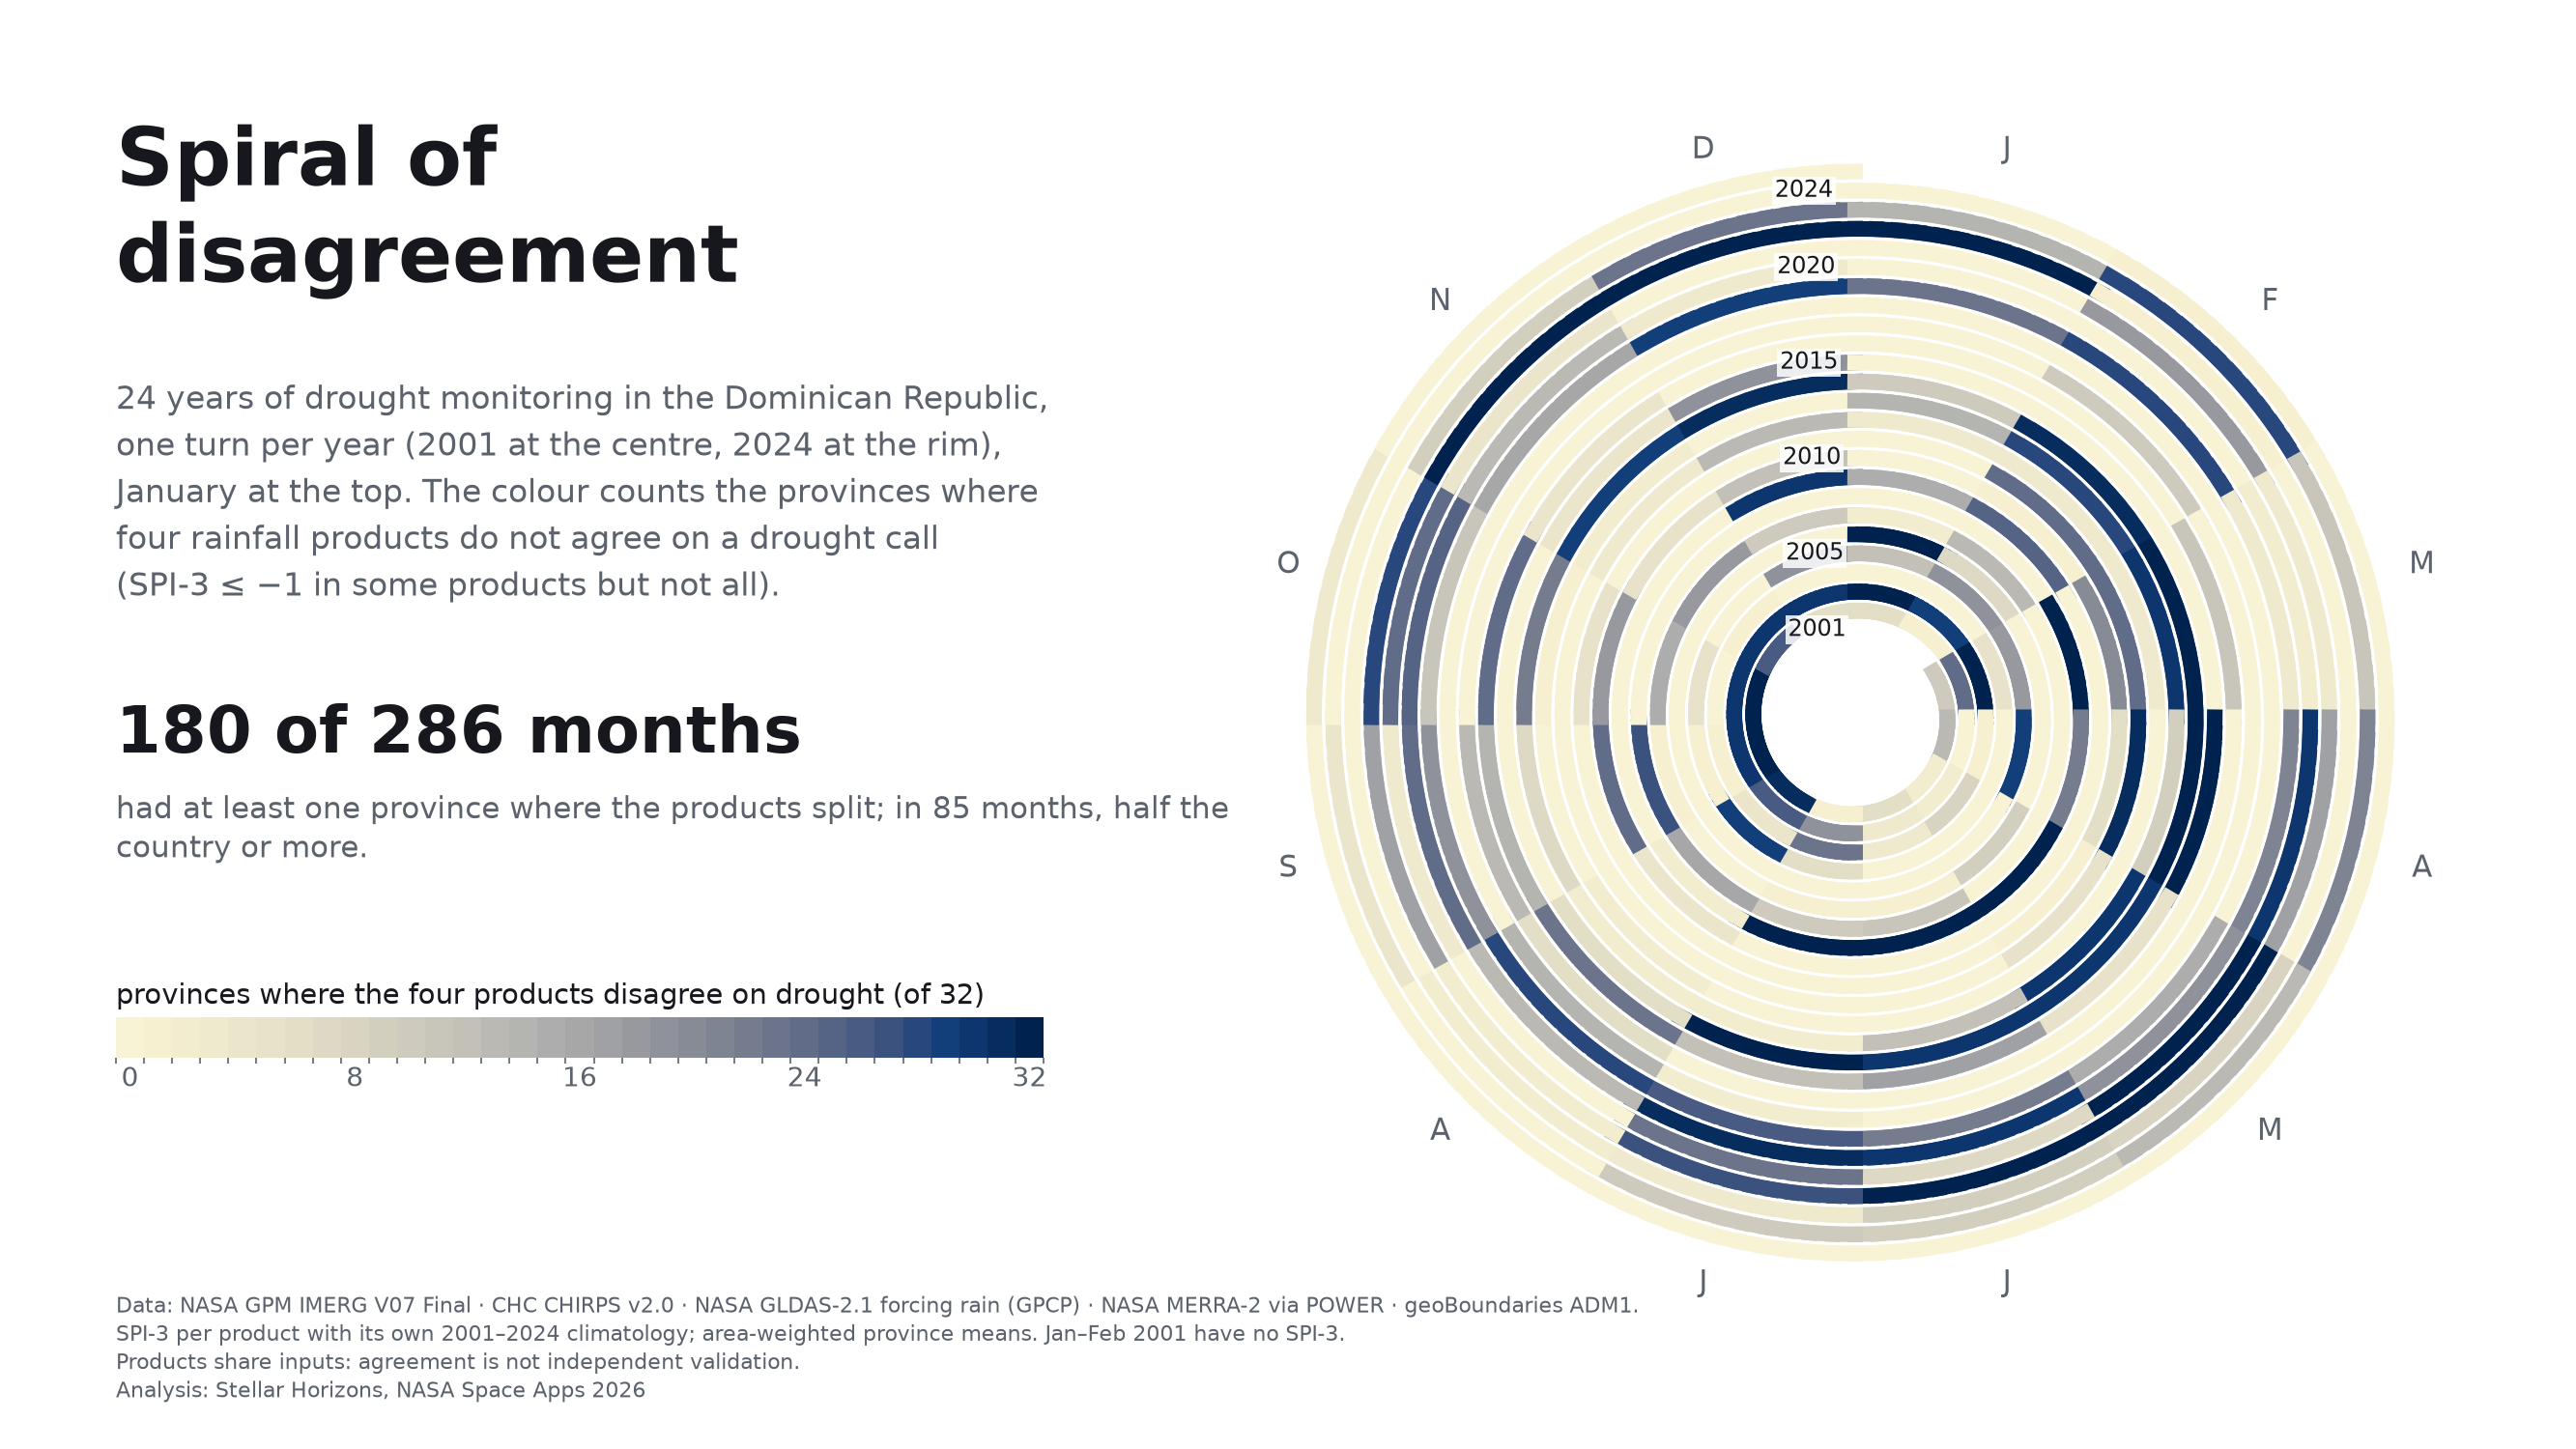 Spiral of
disagreement
24 years of drought monitoring in the Dominican Republic,
one turn per year (2001 at the centre, 2024 at the rim),
January at the top. The colour counts the provinces where
four rainfall products do not agree on a drought call
(SPI-3 ≤ −1 in some products but not all).
180 of 286 months
had at least one province where the products split; in 85 months, half the
country or more.
provinces where the four products disagree on drought (of 32)
0 8 16 24 32
D J
2024
2020
N F
2015
2010
O M
2005
2001
S A
A M
J J
Data: NASA GPM IMERG V07 Final · CHC CHIRPS v2.0 · NASA GLDAS-2.1 forcing rain (GPCP) · NASA MERRA-2 via POWER · geoBoundaries ADM1.
SPI-3 per product with its own 2001–2024 climatology; area-weighted province means. Jan–Feb 2001 have no SPI-3.
Products share inputs: agreement is not independent validation.
Analysis: Stellar Horizons, NASA Space Apps 2026